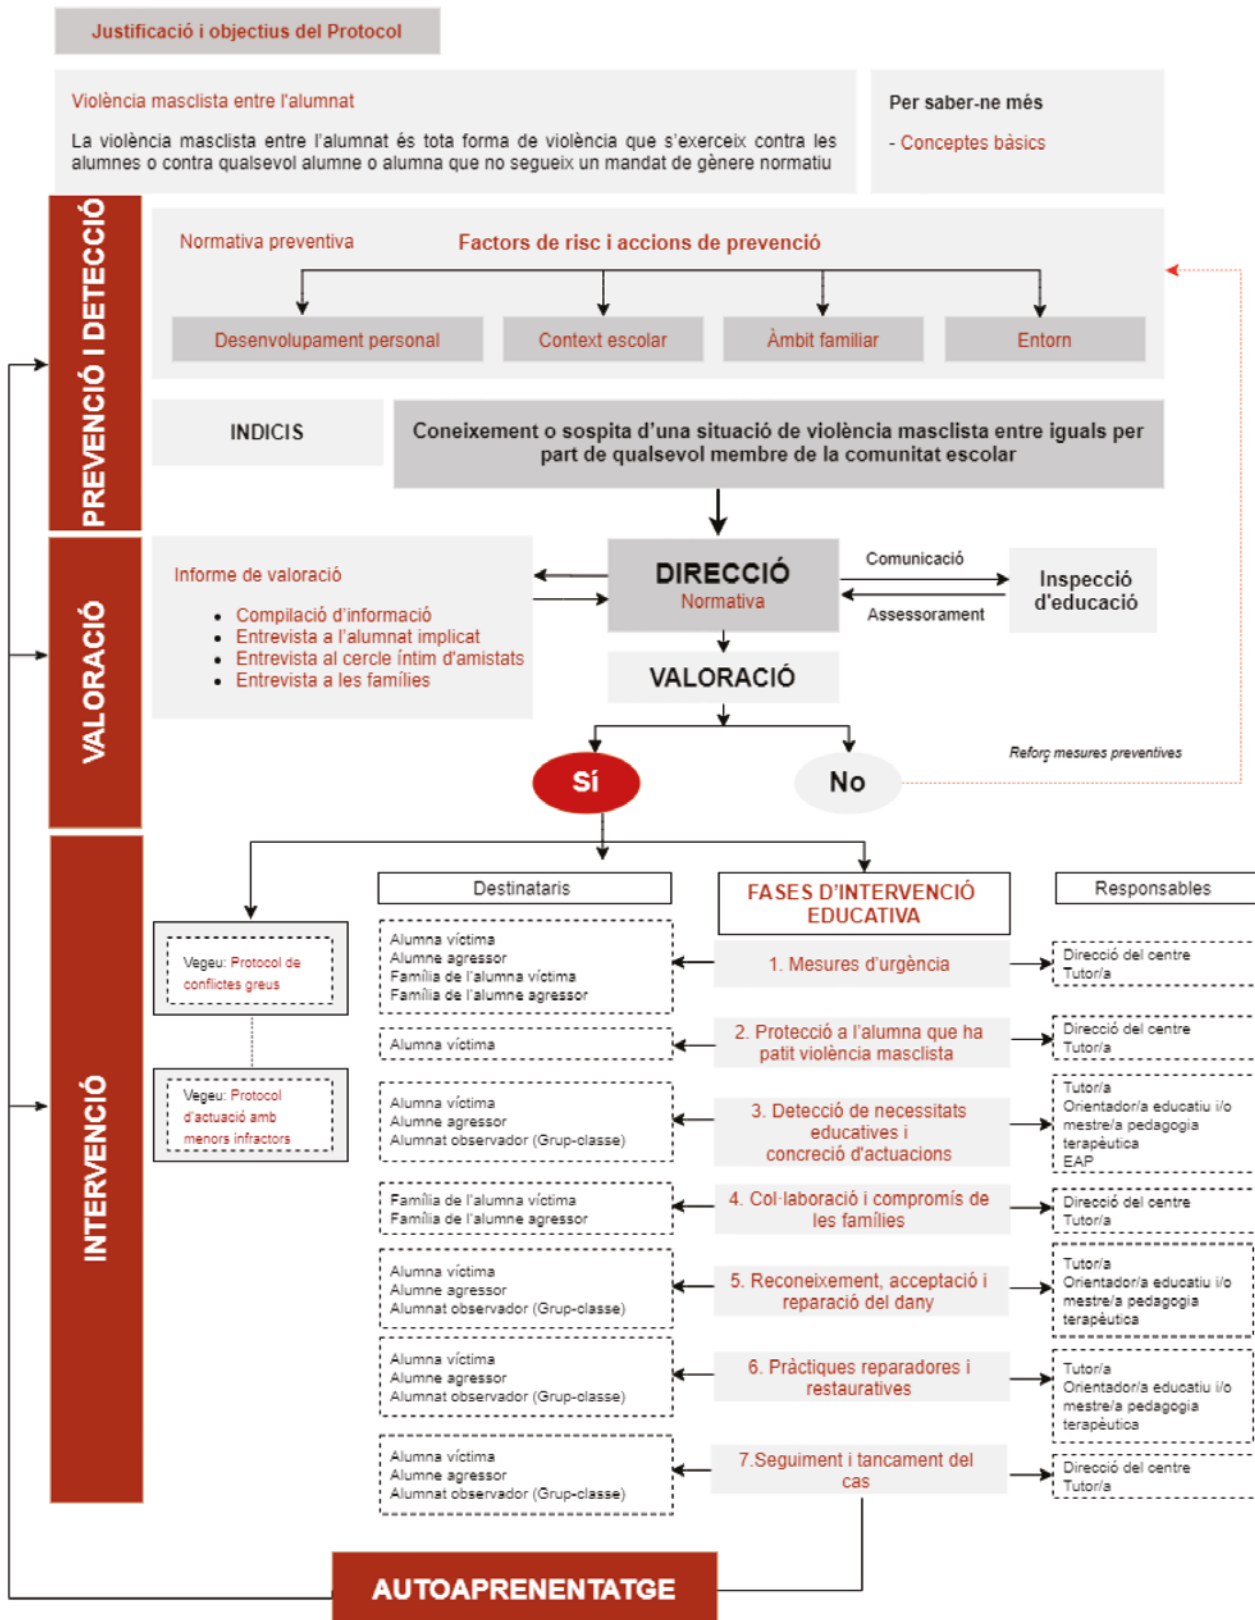 Justificació i objectius del Protocol
Violència masclista entre l'alumnat
La violència masclista entre l'alumnat és tota forma de violència que s'exerceix contra les
alumnes o contra qualsevol alumne o alumna que no segueix un mandat de gènere normatiu
Per saber-ne més
- Conceptes bàsics
PREVENCIÓ I DETECCIÓ
Normativa preventiva
Factors de risc i accions de prevenció
Desenvolupament personal
Context escolar
Àmbit familiar
Entorn
INDICIS
Coneixement o sospita d'una situació de violència masclista entre iguals per
part de qualsevol membre de la comunitat escolar
VALORACIÓ
Informe de valoració
• Compilació d'informació
• Entrevista a l'alumnat implicat
• Entrevista al cercle íntim d'amistats
• Entrevista a les famílies
DIRECCIÓ
Normativa
Comunicació
Assessorament
Inspecció
d'educació
VALORACIÓ
Sí
No
Reforç mesures preventives
INTERVENCIÓ
Destinataris
FASES D'INTERVENCIÓ
EDUCATIVA
Responsables
Vegeu: Protocol de
conflictes greus
Vegeu: Protocol
d'actuació amb
menors infractors
Alumna víctima
Alumne agressor
Família de l'alumna víctima
Família de l'alumne agressor
1. Mesures d'urgència
Direcció del centre
Tutor/a
Alumna víctima
2. Protecció a l'alumna que ha
patit violència masclista
Direcció del centre
Tutor/a
Alumna víctima
Alumne agressor
Alumnat observador (Grup-classe)
3. Detecció de necessitats
educatives i
concreció d'actuacions
Tutor/a
Orientador/a educatiu i/o
mestre/a pedagogia
terapèutica
EAP
Família de l'alumna víctima
Família de l'alumne agressor
4. Col·laboració i compromís de
les famílies
Direcció del centre
Tutor/a
Alumna víctima
Alumne agressor
Alumnat observador (Grup-classe)
5. Reconeixement, acceptació i
reparació del dany
Tutor/a
Orientador/a educatiu i/o
mestre/a pedagogia
terapèutica
Alumna víctima
Alumne agressor
Alumnat observador (Grup-classe)
6. Pràctiques reparadores i
restauratives
Tutor/a
Orientador/a educatiu i/o
mestre/a pedagogia
terapèutica
Alumna víctima
Alumne agressor
Alumnat observador (Grup-classe)
7.Seguiment i tancament del
cas
Direcció del centre
Tutor/a
AUTOAPRENENTATGE